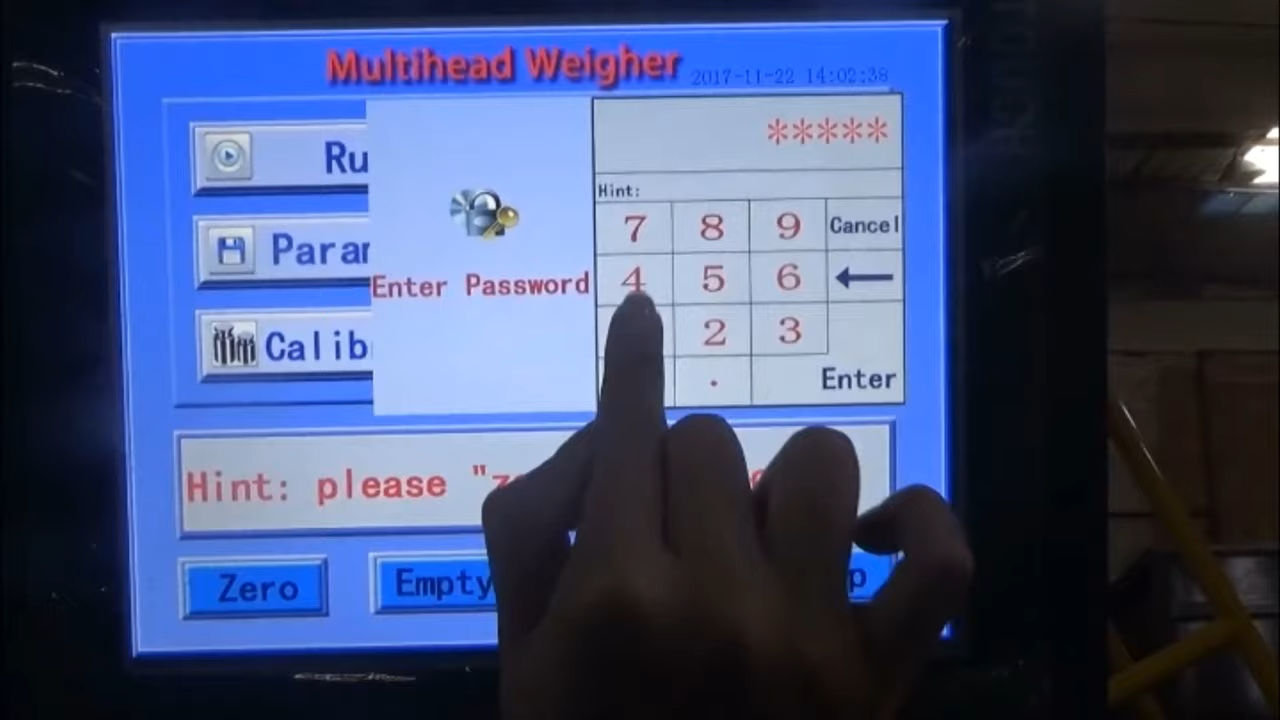 Multihead Weigher
2017-11-22 14:02:38
*****
Hint:
7 8 9 Cancel
4 5 6
2 3
. Enter
Enter Password
Ru
Param
Calib
Hint: please "z
Zero
Empty
p